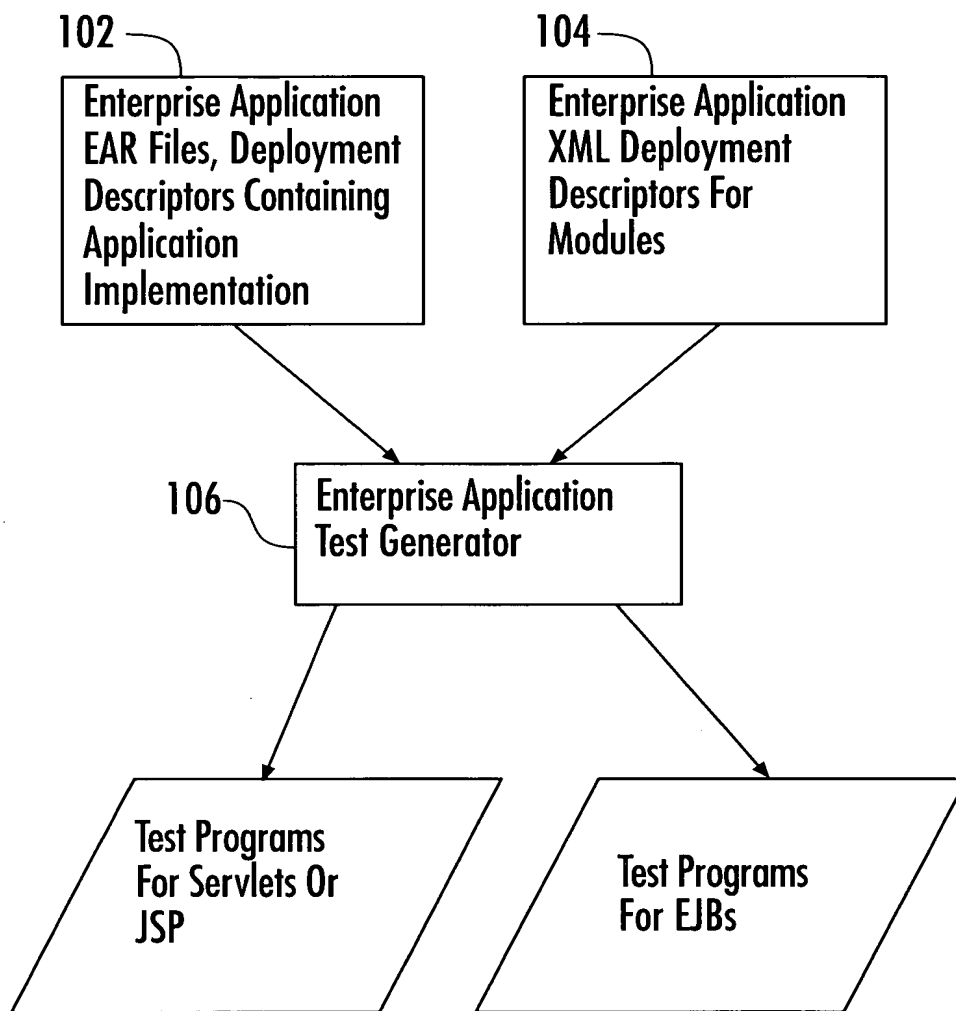 102
Enterprise Application
EAR Files, Deployment
Descriptors Containing
Application
Implementation
104
Enterprise Application
XML Deployment
Descriptors For
Modules
106
Enterprise Application
Test Generator
Test Programs
For Servlets Or
JSP
Test Programs
For EJBs